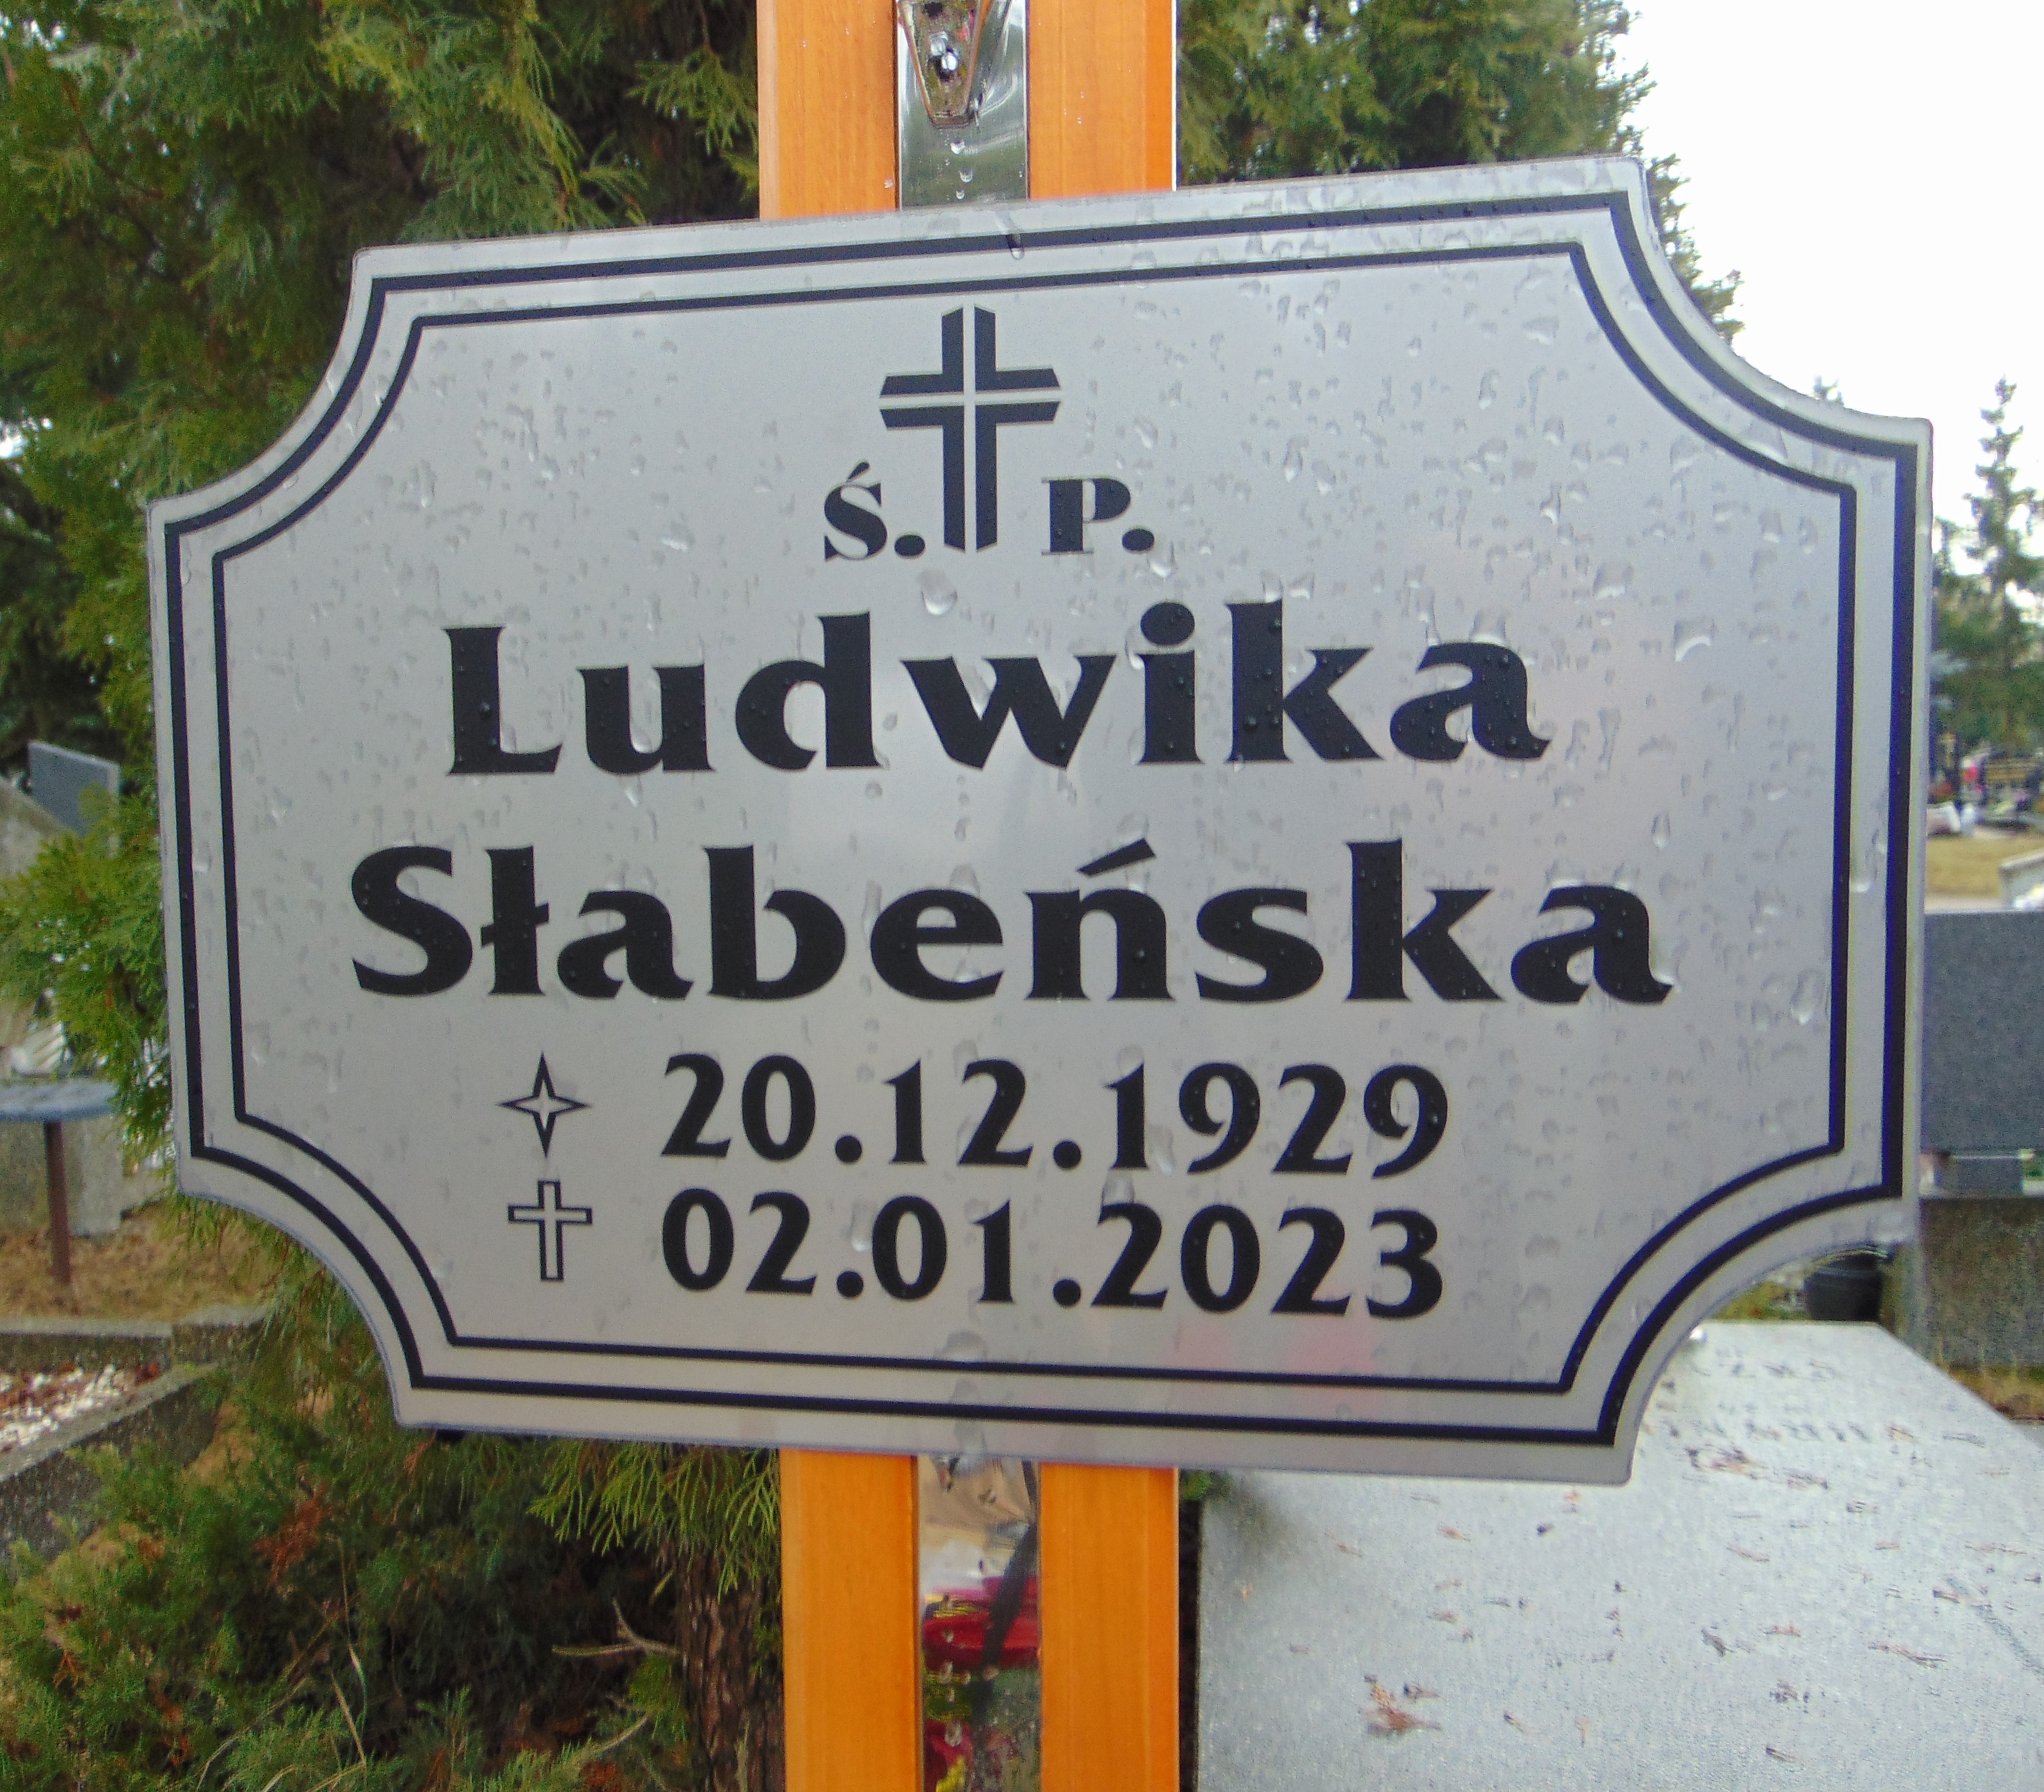 Ś. P.
Ludwika
Słabeńska
20.12.1929
02.01.2023